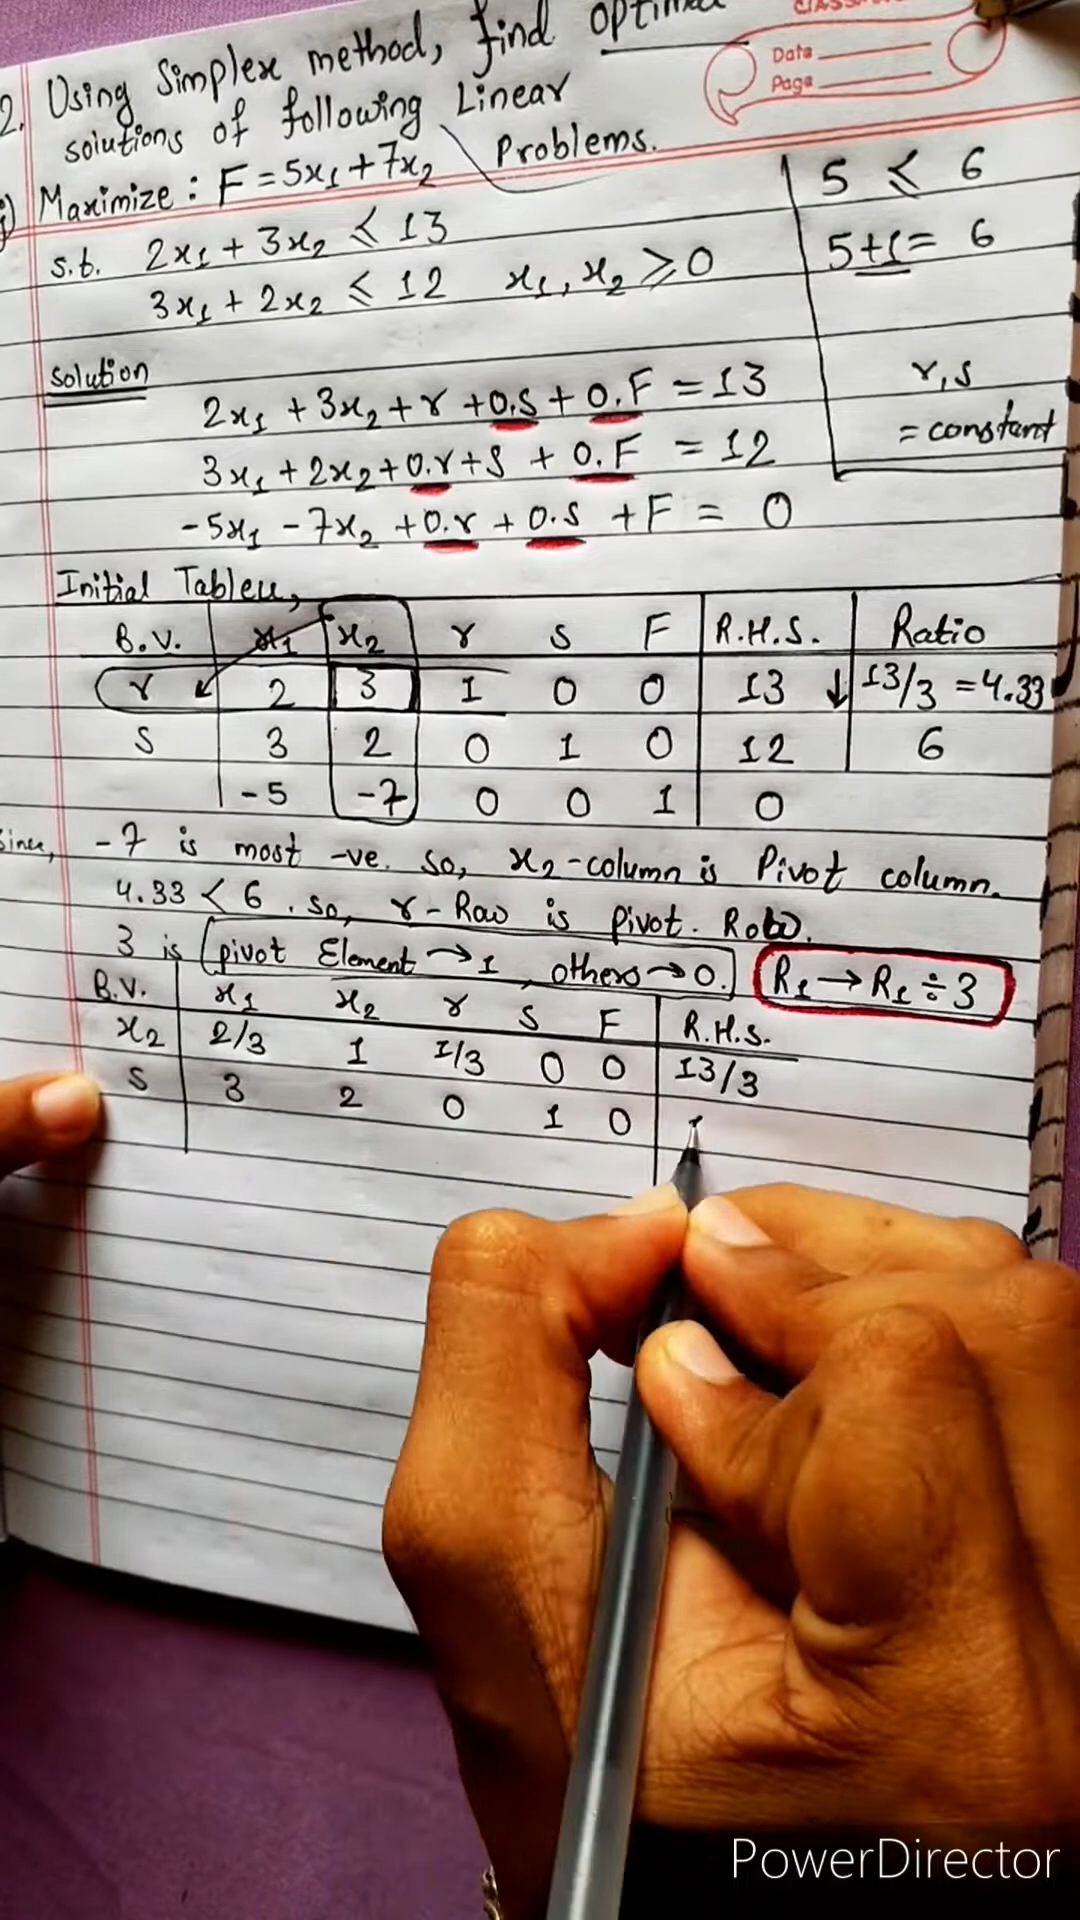 2. Using Simplex method, find optimal
solutions of following Linear
Problems.
Date
Page
i) Maximize : F = 5x₁ + 7x₂
s.t. 2x₁ + 3x₂ ≤ 13
3x₁ + 2x₂ ≤ 12 x₁, x₂ ≥ 0
5 ≤ 6
5+1 = 6
r, s
= constant
Solution
2x₁ + 3x₂ + r + 0.s + 0.F = 13
3x₁ + 2x₂ + 0.r + s + 0.F = 12
-5x₁ - 7x₂ + 0.r + 0.s + F = 0
Initial Tableu,
B.V. x₁ x₂ r s F R.H.S. Ratio
r 2 3 1 0 0 13 ↓ 13/3 = 4.33
s 3 2 0 1 0 12 6
-5 -7 0 0 1 0
Since, -7 is most -ve. so, x₂-column is Pivot column.
4.33 < 6 . so, r-Row is pivot Row.
3 is pivot Element → 1 , others → 0. R₁ → R₁ ÷ 3
B.V. x₁ x₂ r s F R.H.S.
x₂ 2/3 1 1/3 0 0 13/3
s 3 2 0 1 0
PowerDirector